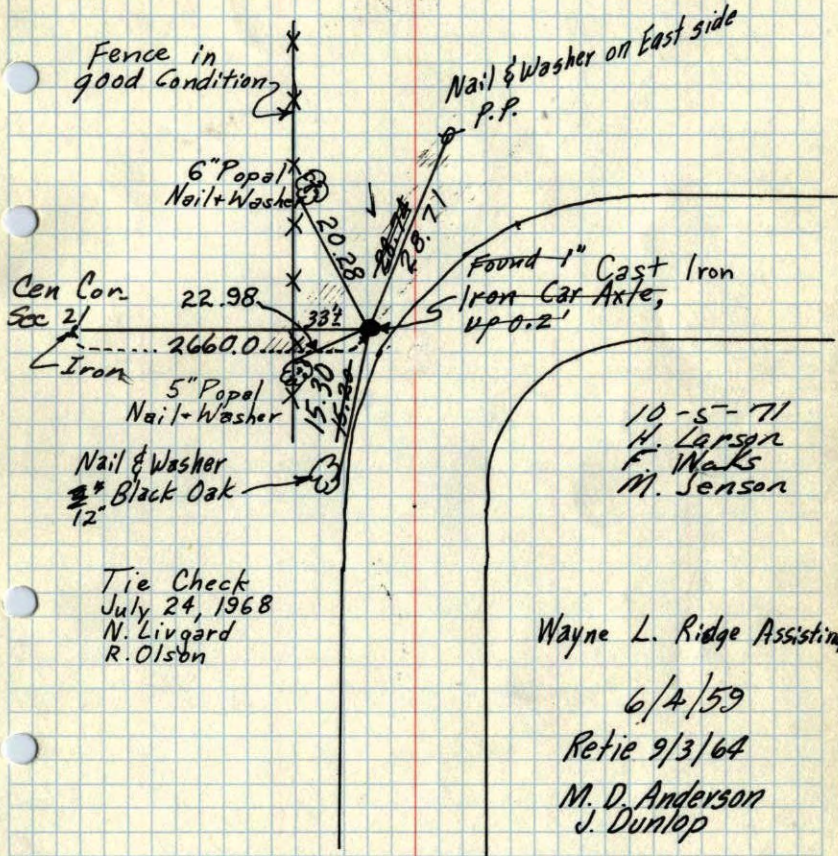 Fence in
good Condition
Nail & Washer on East side
P.P.
6" Popal
Nail + Washer
20.28
28.74
28.71
Found 1" Cast Iron
Iron Car Axle,
up 0.2'
Cen Cor
Sec 21
Iron
22.98
33'±
2660.0
5" Popal
Nail + Washer
15.30
Nail & Washer
12" Black Oak
10-5-71
H. Larson
F. Waks
M. Jenson
Tie Check
July 24, 1968
N. Livgard
R. Olson
Wayne L. Ridge Assisting
6/4/59
Retie 9/3/64
M. D. Anderson
J. Dunlop